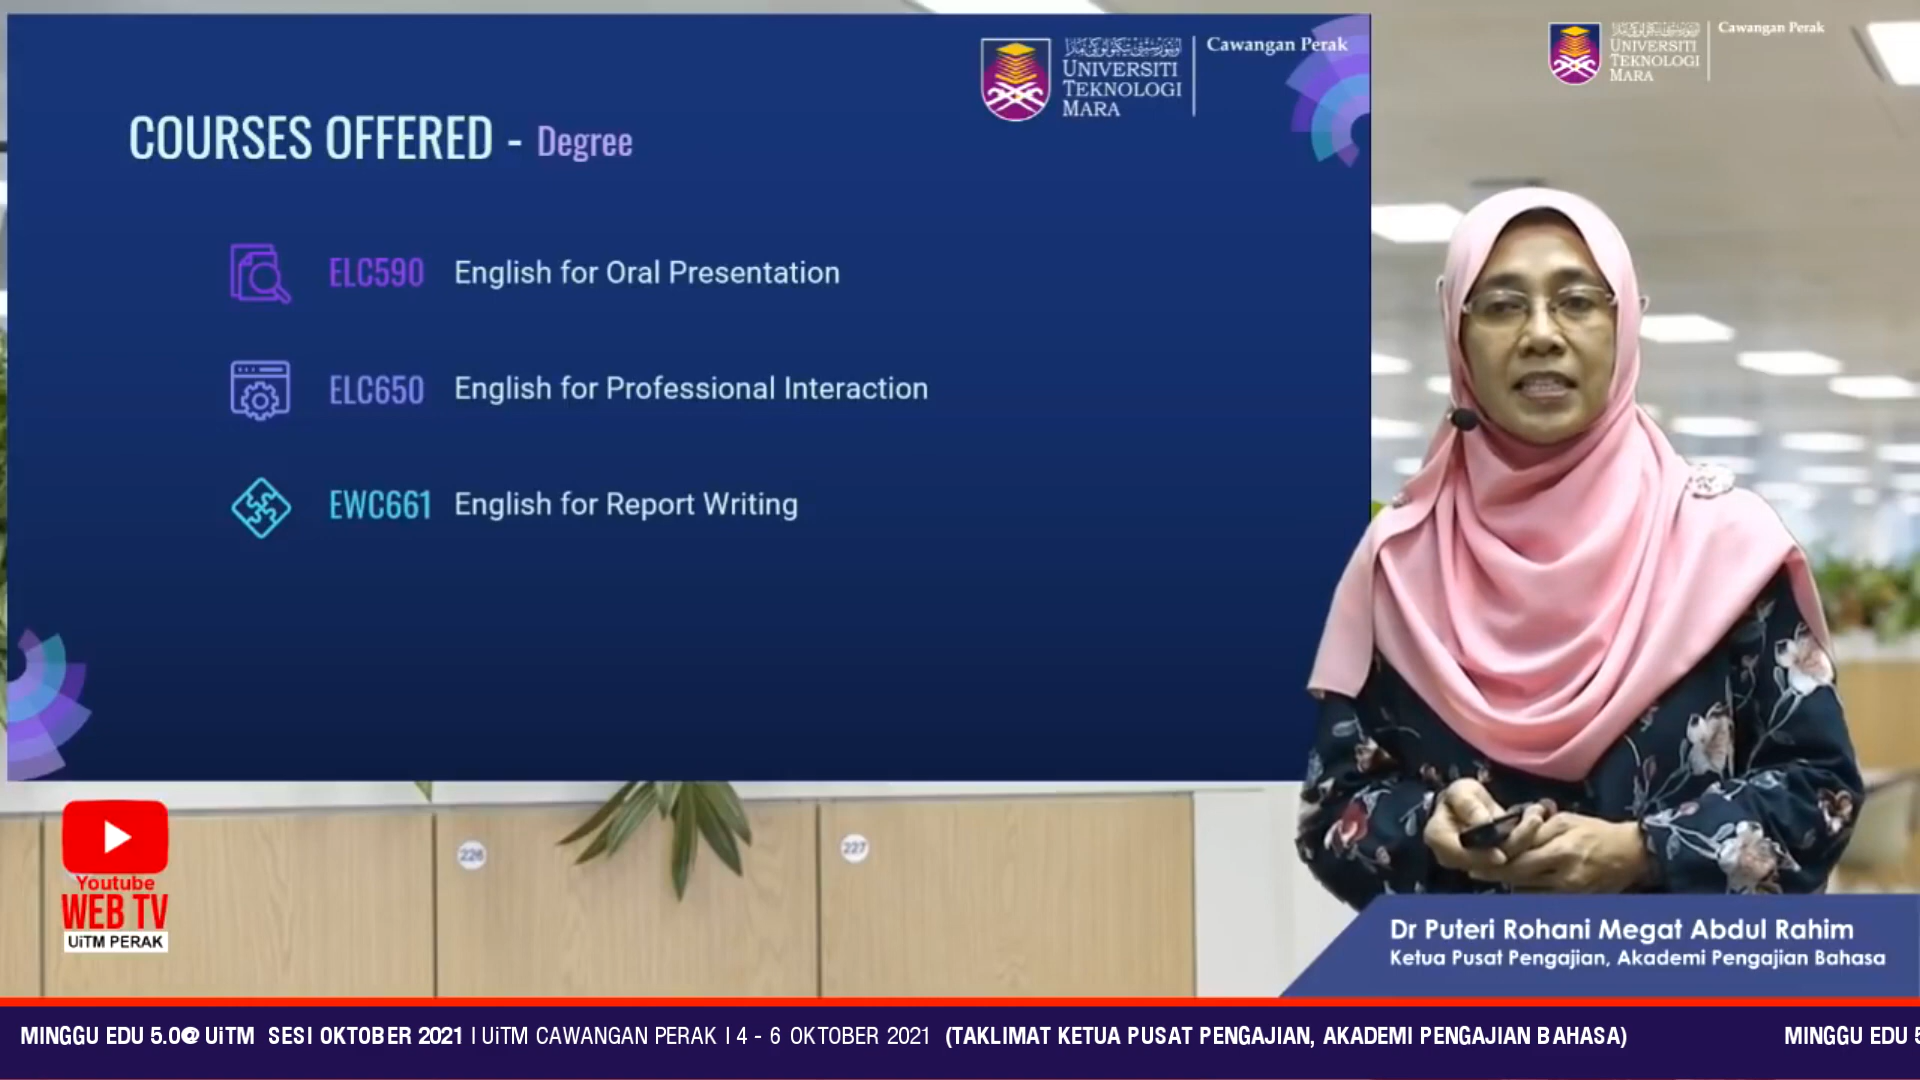 UNIVERSITI
TEKNOLOGI
MARA
Cawangan Perak
COURSES OFFERED - Degree
ELC590 English for Oral Presentation
ELC650 English for Professional Interaction
EWC661 English for Report Writing
UNIVERSITI
TEKNOLOGI
MARA
Cawangan Perak
226
227
Youtube
WEB TV
UiTM PERAK
Dr Puteri Rohani Megat Abdul Rahim
Ketua Pusat Pengajian, Akademi Pengajian Bahasa
MINGGU EDU 5.0@ UiTM SESI OKTOBER 2021 | UiTM CAWANGAN PERAK | 4 - 6 OKTOBER 2021 (TAKLIMAT KETUA PUSAT PENGAJIAN, AKADEMI PENGAJIAN BAHASA) MINGGU EDU